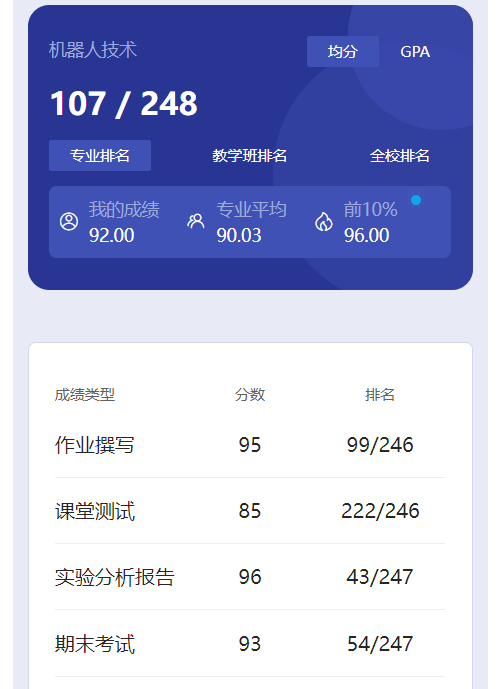 机器人技术 均分 GPA
107 / 248
专业排名 教学班排名 全校排名
我的成绩 专业平均 前10%
92.00 90.03 96.00
成绩类型 分数 排名
作业撰写 95 99/246
课堂测试 85 222/246
实验分析报告 96 43/247
期末考试 93 54/247